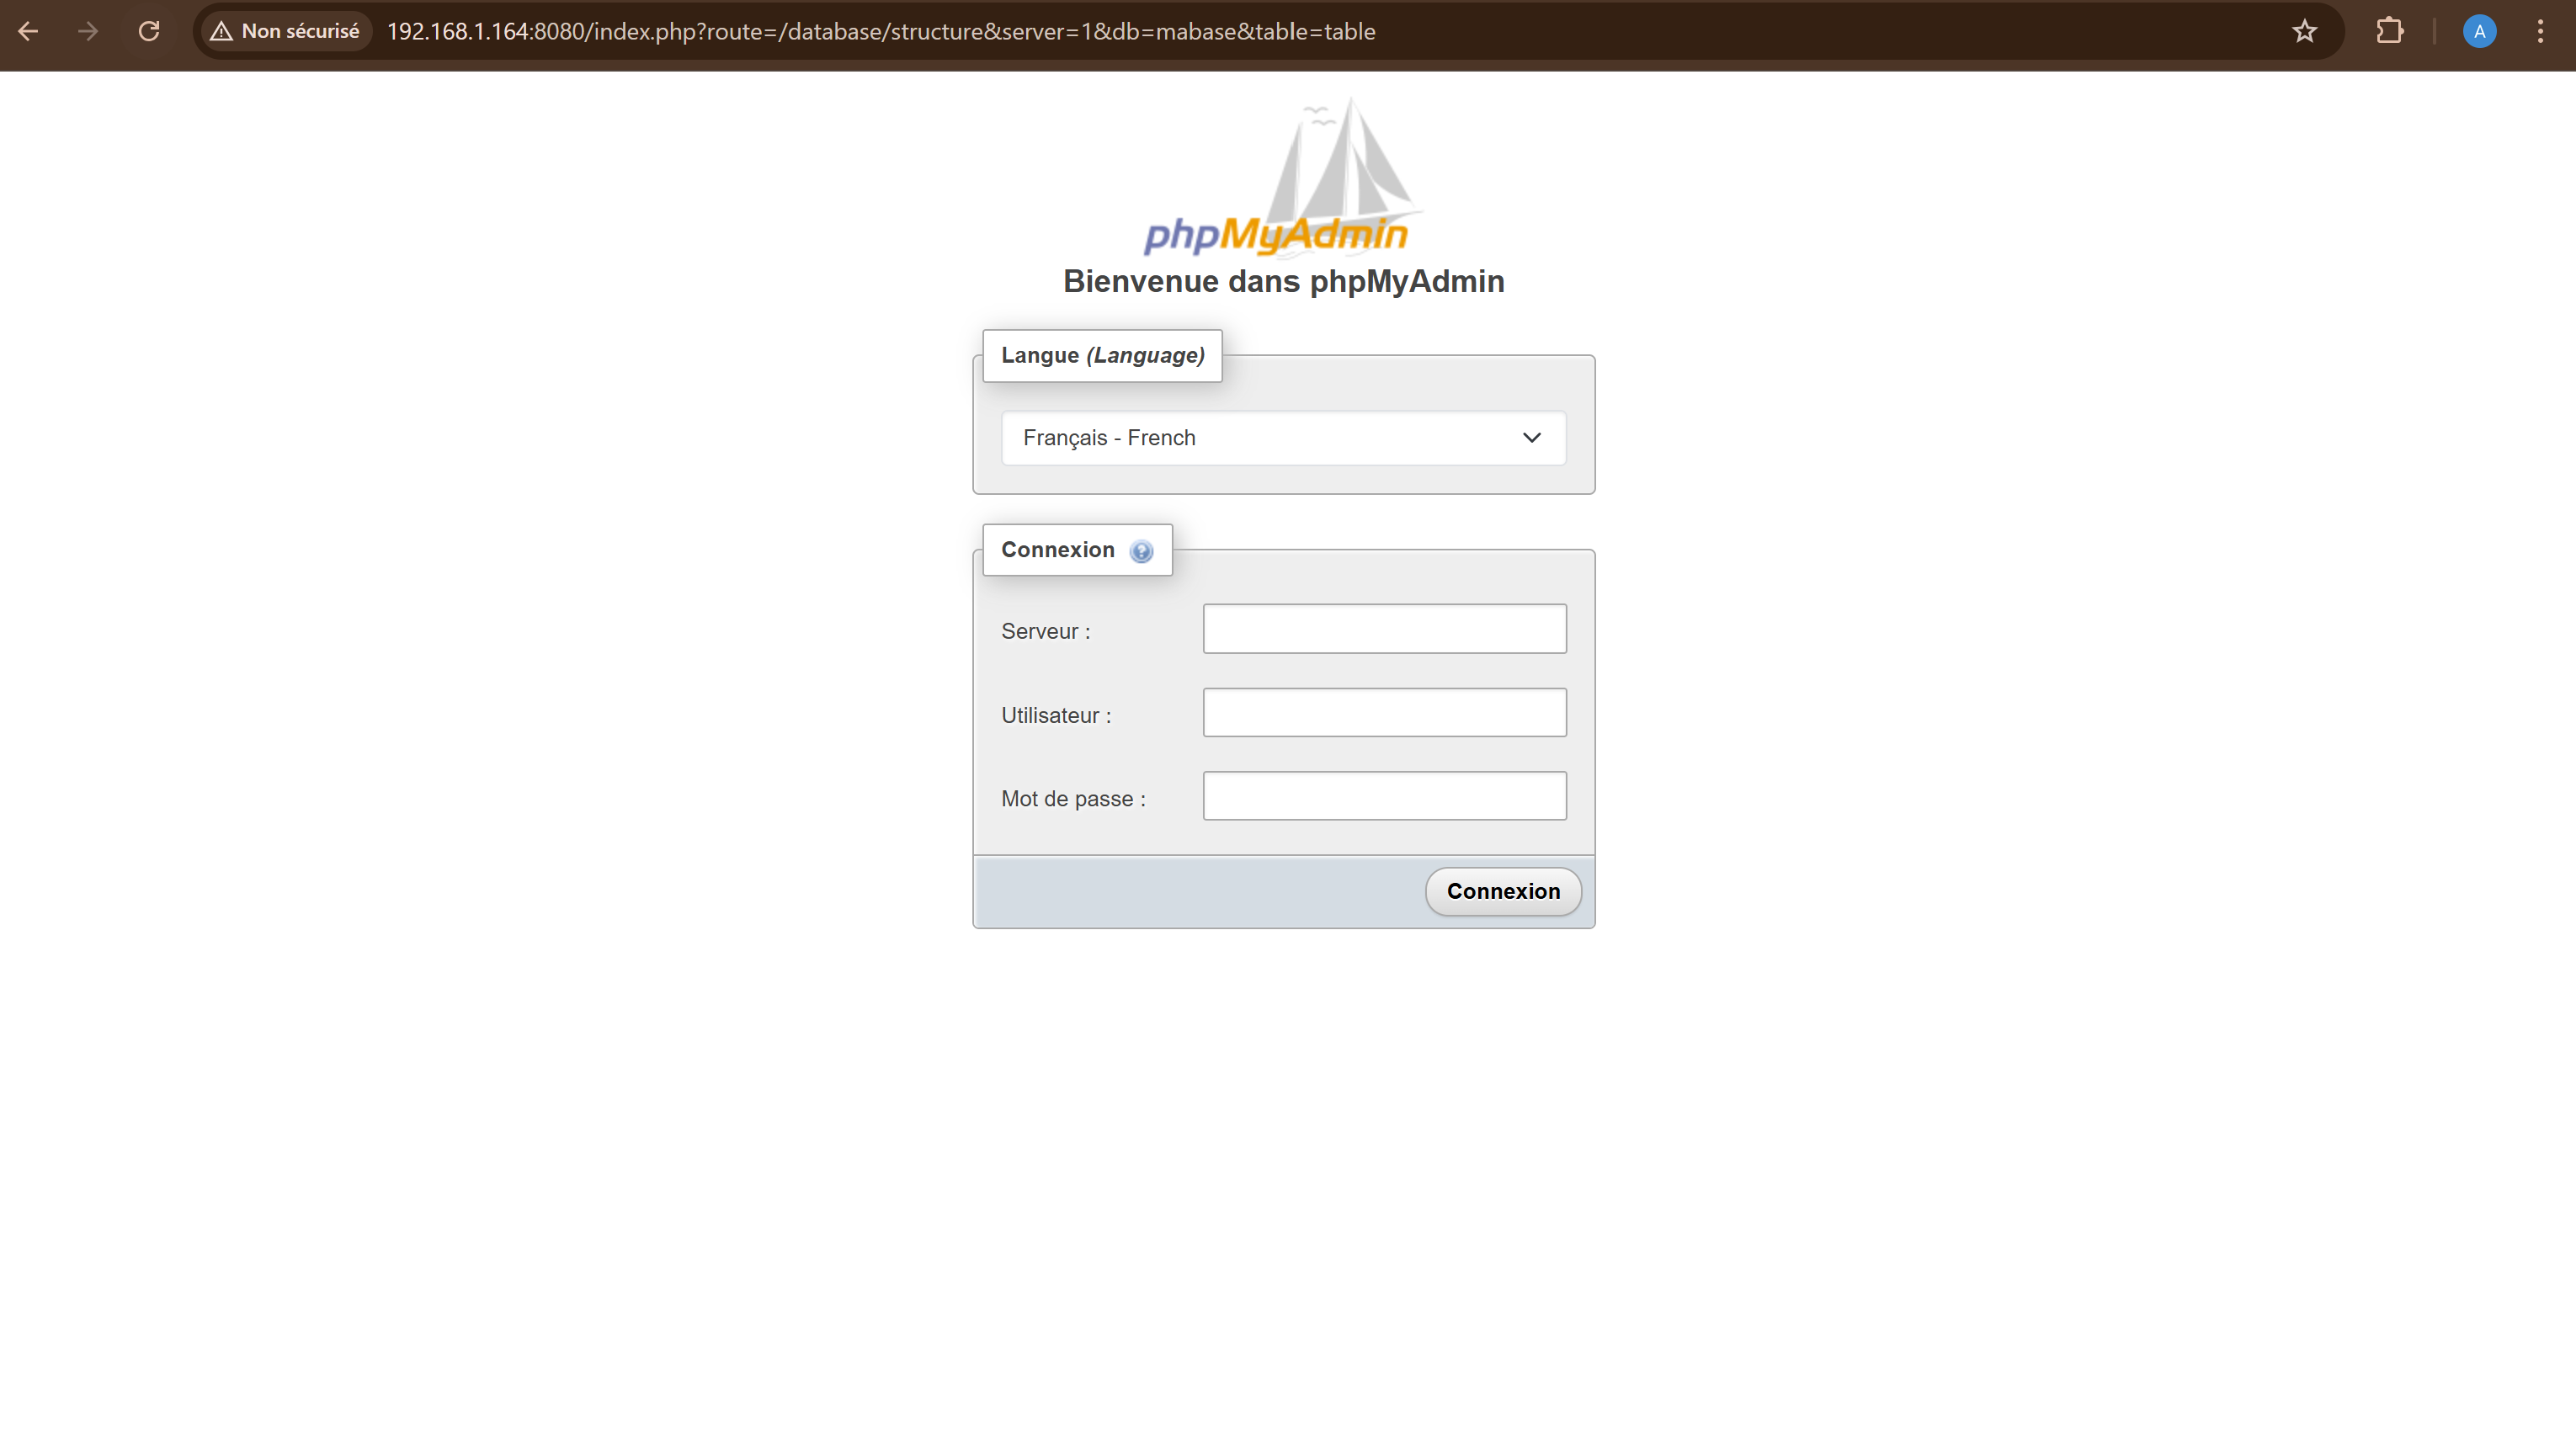 Non sécurisé
192.168.1.164:8080/index.php?route=/database/structure&server=1&db=mabase&table=table
A
phpMyAdmin
Bienvenue dans phpMyAdmin
Langue (Language)
Français - French
Connexion ?
Serveur :
Utilisateur :
Mot de passe :
Connexion